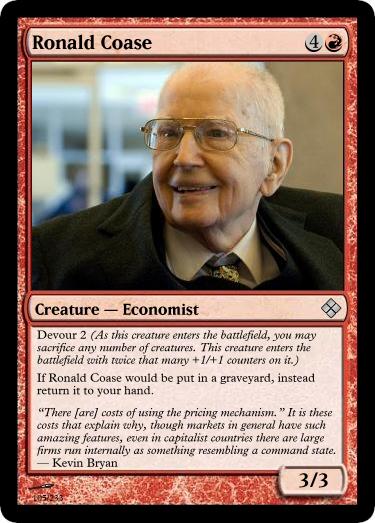 Ronald Coase 4
Creature — Economist
Devour 2 (As this creature enters the battlefield, you may
sacrifice any number of creatures. This creature enters the
battlefield with twice that many +1/+1 counters on it.)
If Ronald Coase would be put in a graveyard, instead
return it to your hand.
“There [are] costs of using the pricing mechanism.” It is these
costs that explain why, though markets in general have such
amazing features, even in capitalist countries there are large
firms run internally as something resembling a command state.
— Kevin Bryan
3/3